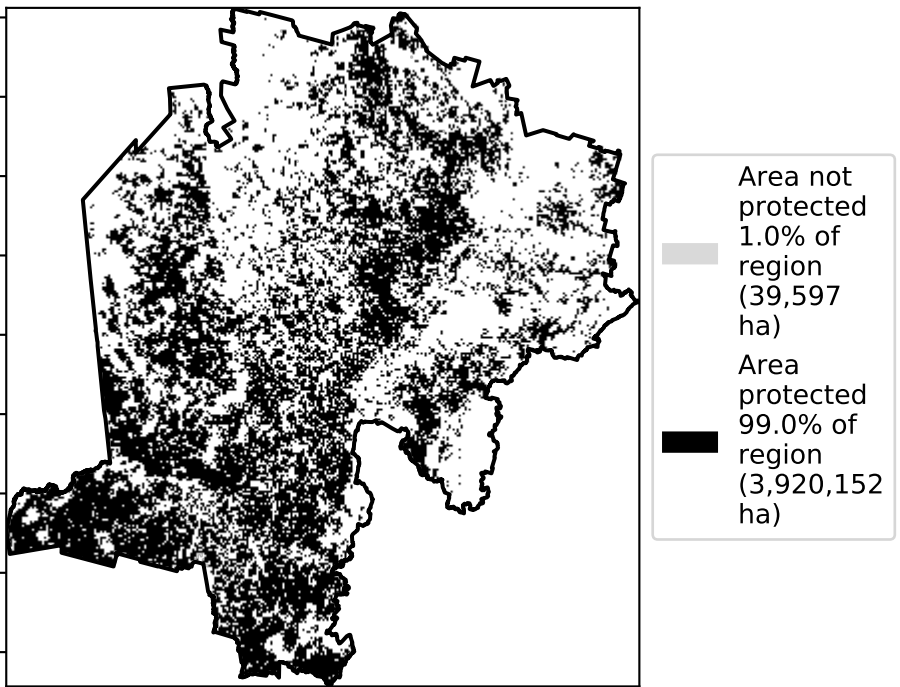 Area not
protected
1.0% of
region
(39,597
ha)
Area
protected
99.0% of
region
(3,920,152
ha)